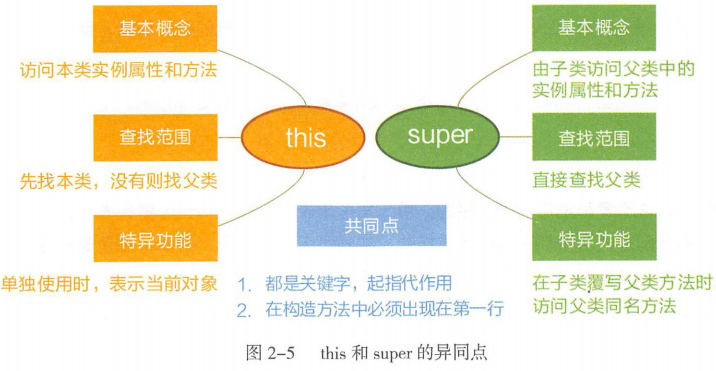 基本概念
访问本类实例属性和方法
查找范围
先找本类，没有则找父类
特异功能
单独使用时，表示当前对象
this
super
基本概念
由子类访问父类中的
实例属性和方法
查找范围
直接查找父类
特异功能
在子类覆写父类方法时
访问父类同名方法
共同点
1. 都是关键字，起指代作用
2. 在构造方法中必须出现在第一行
图 2-5 this 和 super 的异同点